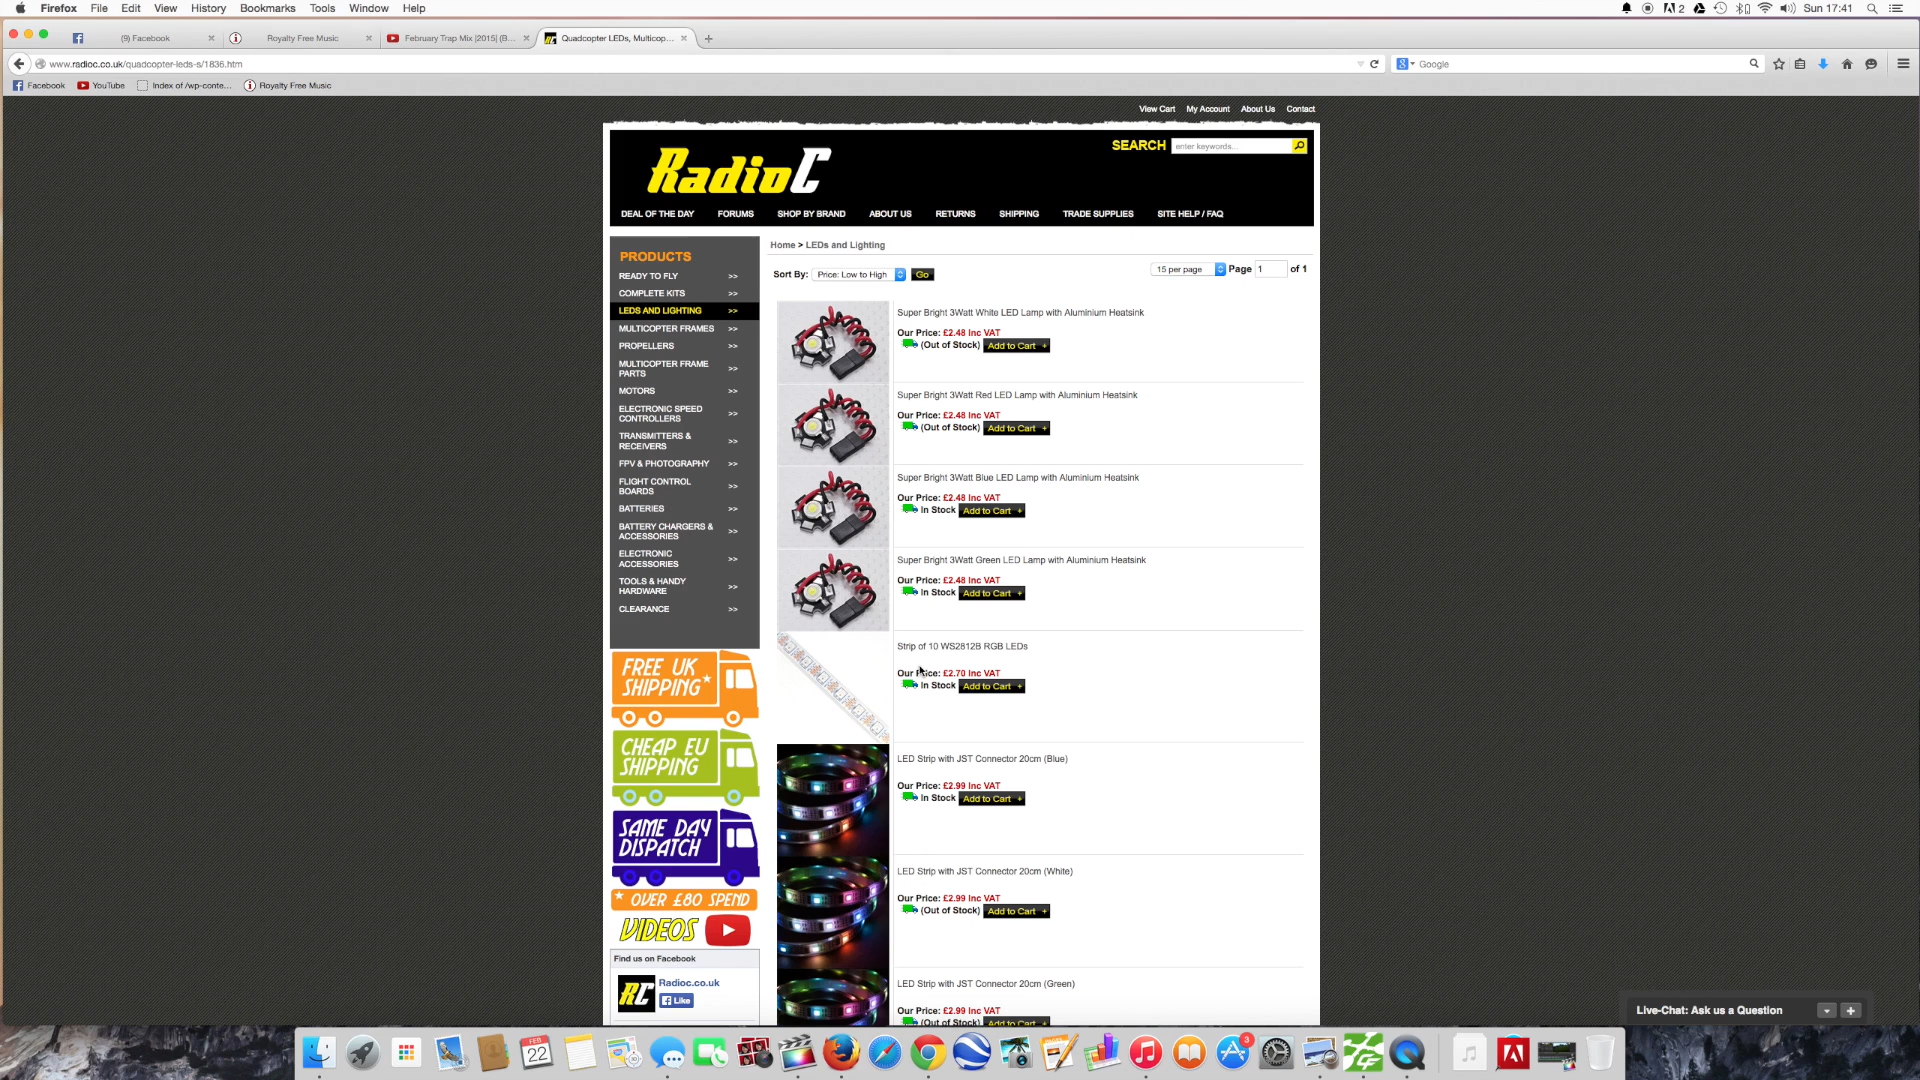 Firefox File Edit View History Bookmarks Tools Window Help
2 Sun 17:41
(9) Facebook
Royalty Free Music
February Trap Mix |2015| (B...
Quadcopter LEDs, Multicop...
www.radioc.co.uk/quadcopter-leds-s/1836.htm
Google
Facebook YouTube Index of /wp-conte... Royalty Free Music
View Cart My Account About Us Contact
RadioC
SEARCH enter keywords...
DEAL OF THE DAY FORUMS SHOP BY BRAND ABOUT US RETURNS SHIPPING TRADE SUPPLIES SITE HELP / FAQ
PRODUCTS
READY TO FLY >>
COMPLETE KITS >>
LEDS AND LIGHTING >>
MULTICOPTER FRAMES >>
PROPELLERS >>
MULTICOPTER FRAME
PARTS >>
MOTORS >>
ELECTRONIC SPEED
CONTROLLERS >>
TRANSMITTERS &
RECEIVERS >>
FPV & PHOTOGRAPHY >>
FLIGHT CONTROL
BOARDS >>
BATTERIES >>
BATTERY CHARGERS &
ACCESSORIES >>
ELECTRONIC
ACCESSORIES >>
TOOLS & HANDY
HARDWARE >>
CLEARANCE >>
FREE UK
SHIPPING*
CHEAP EU
SHIPPING
SAME DAY
DISPATCH
* OVER £80 SPEND
VIDEOS
Find us on Facebook
RC
Radioc.co.uk
Like
Home > LEDs and Lighting
Sort By: Price: Low to High Go
15 per page Page 1 of 1
Super Bright 3Watt White LED Lamp with Aluminium Heatsink
Our Price: £2.48 Inc VAT
(Out of Stock) Add to Cart +
Super Bright 3Watt Red LED Lamp with Aluminium Heatsink
Our Price: £2.48 Inc VAT
(Out of Stock) Add to Cart +
Super Bright 3Watt Blue LED Lamp with Aluminium Heatsink
Our Price: £2.48 Inc VAT
In Stock Add to Cart +
Super Bright 3Watt Green LED Lamp with Aluminium Heatsink
Our Price: £2.48 Inc VAT
In Stock Add to Cart +
Strip of 10 WS2812B RGB LEDs
Our Price: £2.70 Inc VAT
In Stock Add to Cart +
LED Strip with JST Connector 20cm (Blue)
Our Price: £2.99 Inc VAT
In Stock Add to Cart +
LED Strip with JST Connector 20cm (White)
Our Price: £2.99 Inc VAT
(Out of Stock) Add to Cart +
LED Strip with JST Connector 20cm (Green)
Our Price: £2.99 Inc VAT
(Out of Stock) Add to Cart +
Live-Chat: Ask us a Question
FEB
22
3